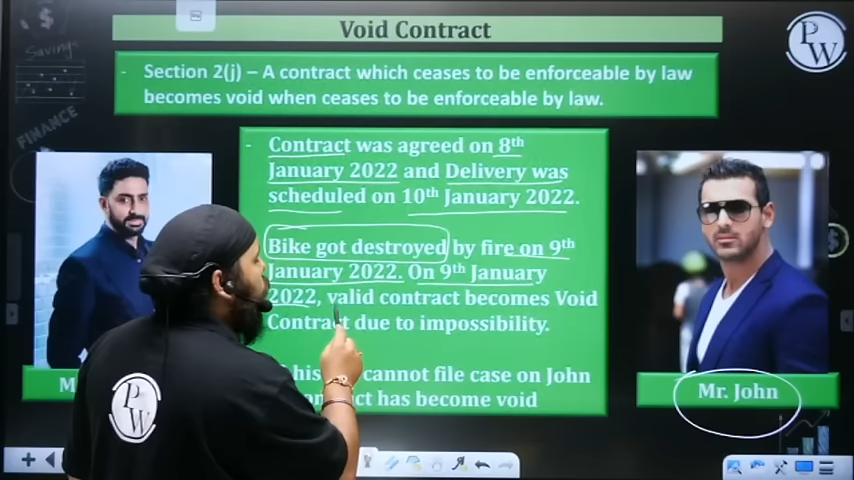 Void Contract
Savings
FINANCE
- Section 2(j) – A contract which ceases to be enforceable by law
becomes void when ceases to be enforceable by law.
- Contract was agreed on 8th
January 2022 and Delivery was
scheduled on 10th January 2022.
Bike got destroyed by fire on 9th
January 2022. On 9th January
2022, valid contract becomes Void
Contract due to impossibility.
his cannot file case on John
has become void
M
Mr. John
PW
PW